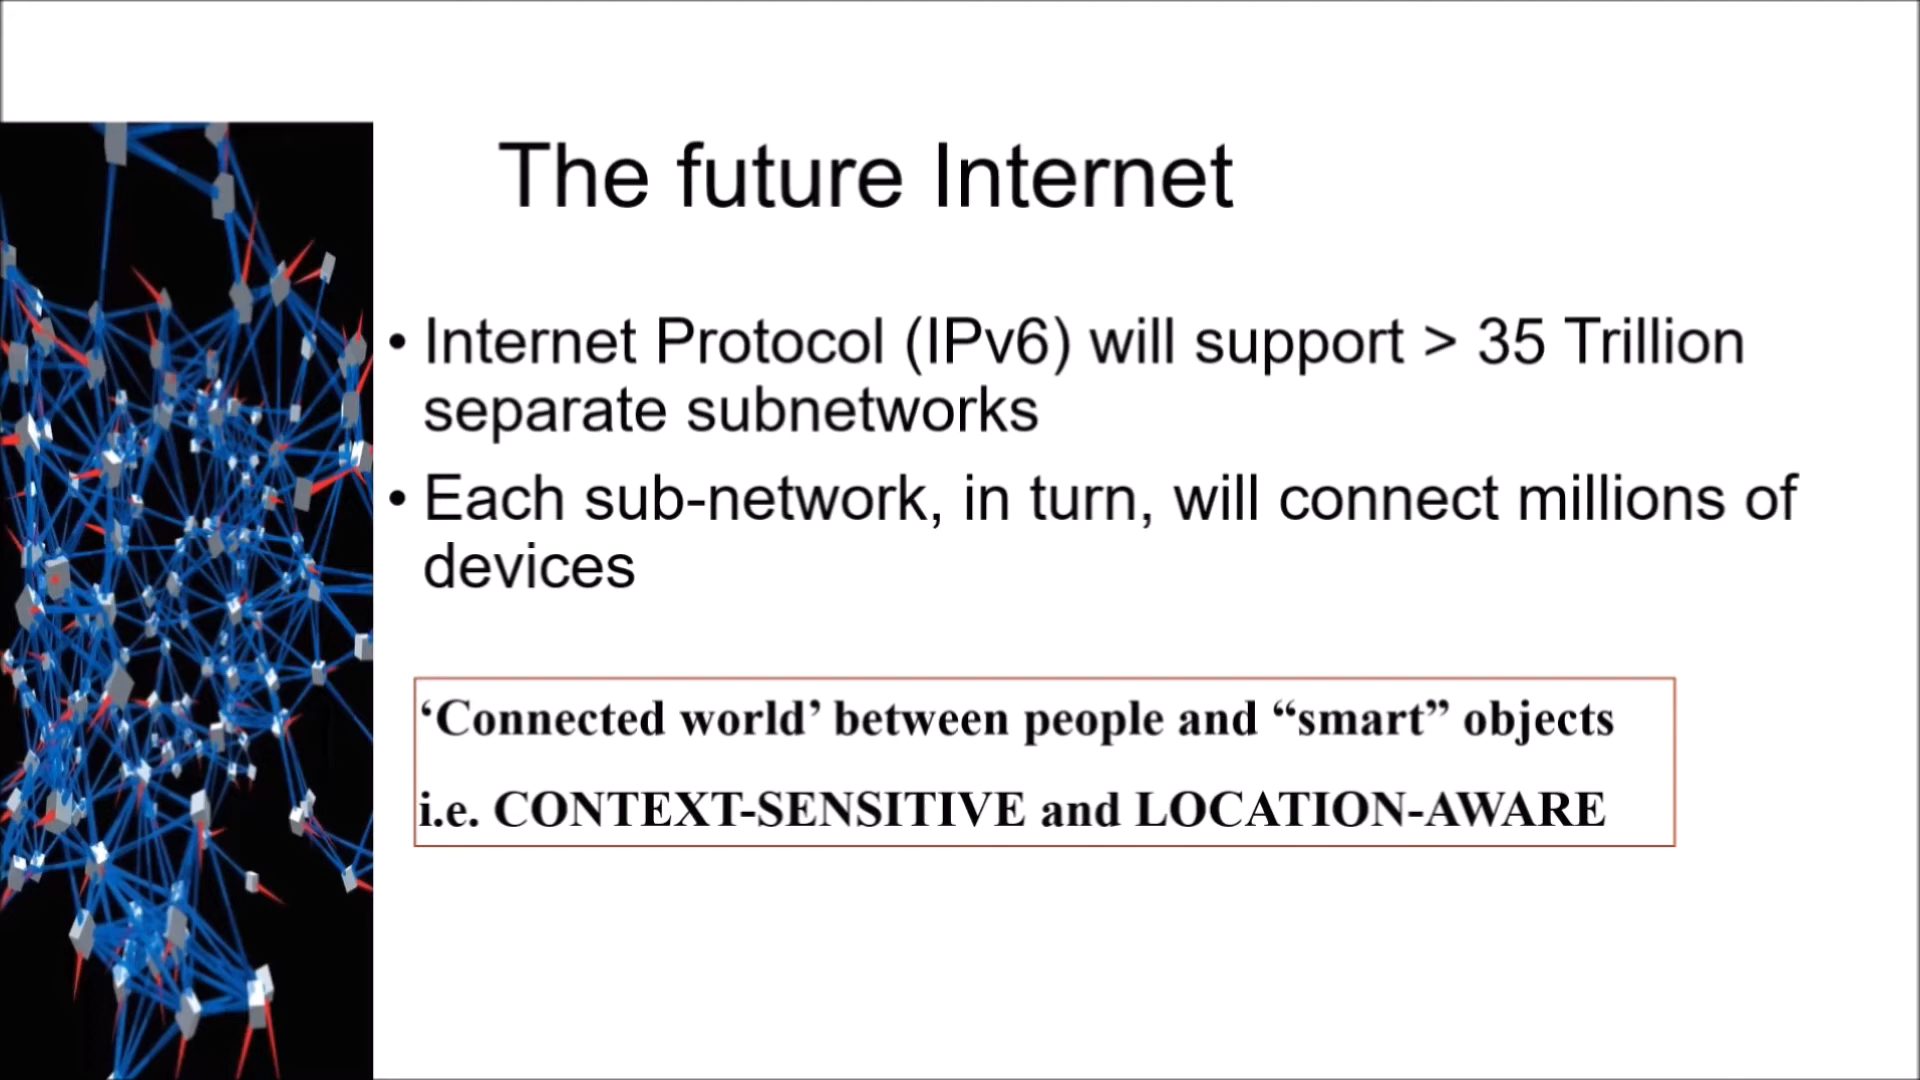 The future Internet
• Internet Protocol (IPv6) will support > 35 Trillion
separate subnetworks
• Each sub-network, in turn, will connect millions of
devices
‘Connected world’ between people and “smart” objects
i.e. CONTEXT-SENSITIVE and LOCATION-AWARE